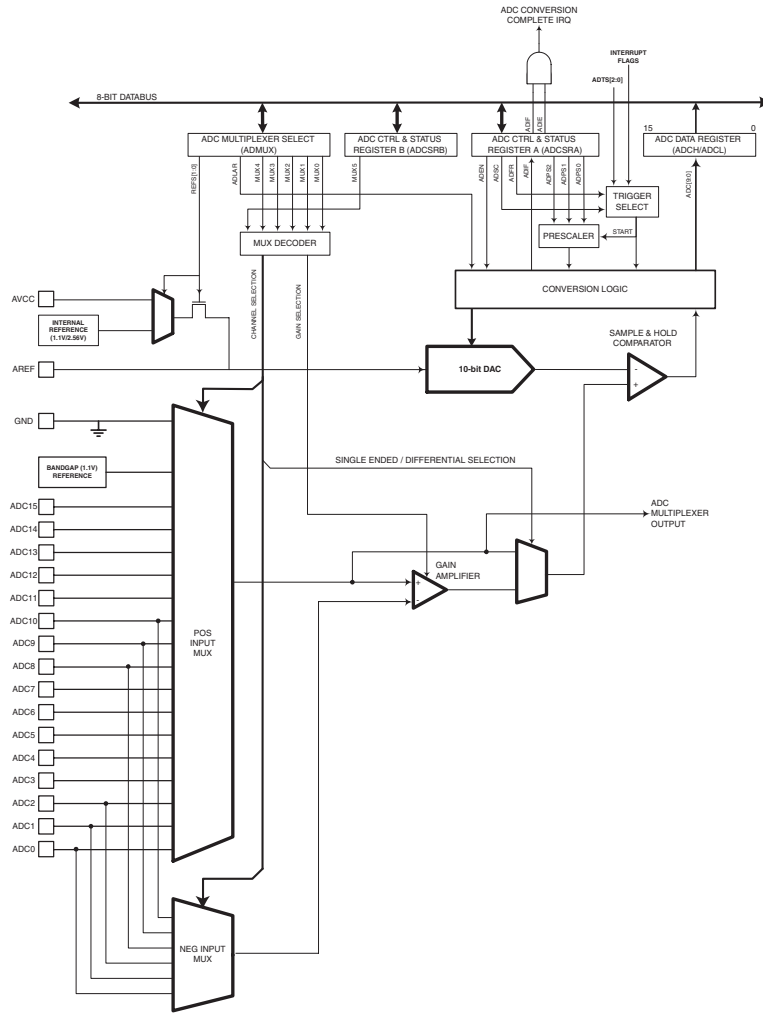 ADC CONVERSION
COMPLETE IRQ
INTERRUPT
FLAGS
ADTS[2:0]
8-BIT DATABUS
ADIF
ADIE
15
0
ADC MULTIPLEXER SELECT
(ADMUX)
ADC CTRL & STATUS
REGISTER B (ADCSRB)
ADC CTRL & STATUS
REGISTER A (ADCSRA)
ADC DATA REGISTER
(ADCH/ADCL)
REFS[1:0]
ADLAR
MUX4
MUX3
MUX2
MUX1
MUX0
MUX5
ADEN
ADSC
ADFR
ADIF
ADPS2
ADPS1
ADPS0
ADC[9:0]
TRIGGER
SELECT
START
PRESCALER
MUX DECODER
CHANNEL SELECTION
GAIN SELECTION
CONVERSION LOGIC
AVCC
INTERNAL
REFERENCE
(1.1V/2.56V)
AREF
SAMPLE & HOLD
COMPARATOR
10-bit DAC
-
+
GND
BANDGAP (1.1V)
REFERENCE
SINGLE ENDED / DIFFERENTIAL SELECTION
ADC
MULTIPLEXER
OUTPUT
ADC15
ADC14
ADC13
ADC12
ADC11
ADC10
ADC9
ADC8
ADC7
ADC6
ADC5
ADC4
ADC3
ADC2
ADC1
ADC0
POS
INPUT
MUX
GAIN
AMPLIFIER
+
-
NEG INPUT
MUX